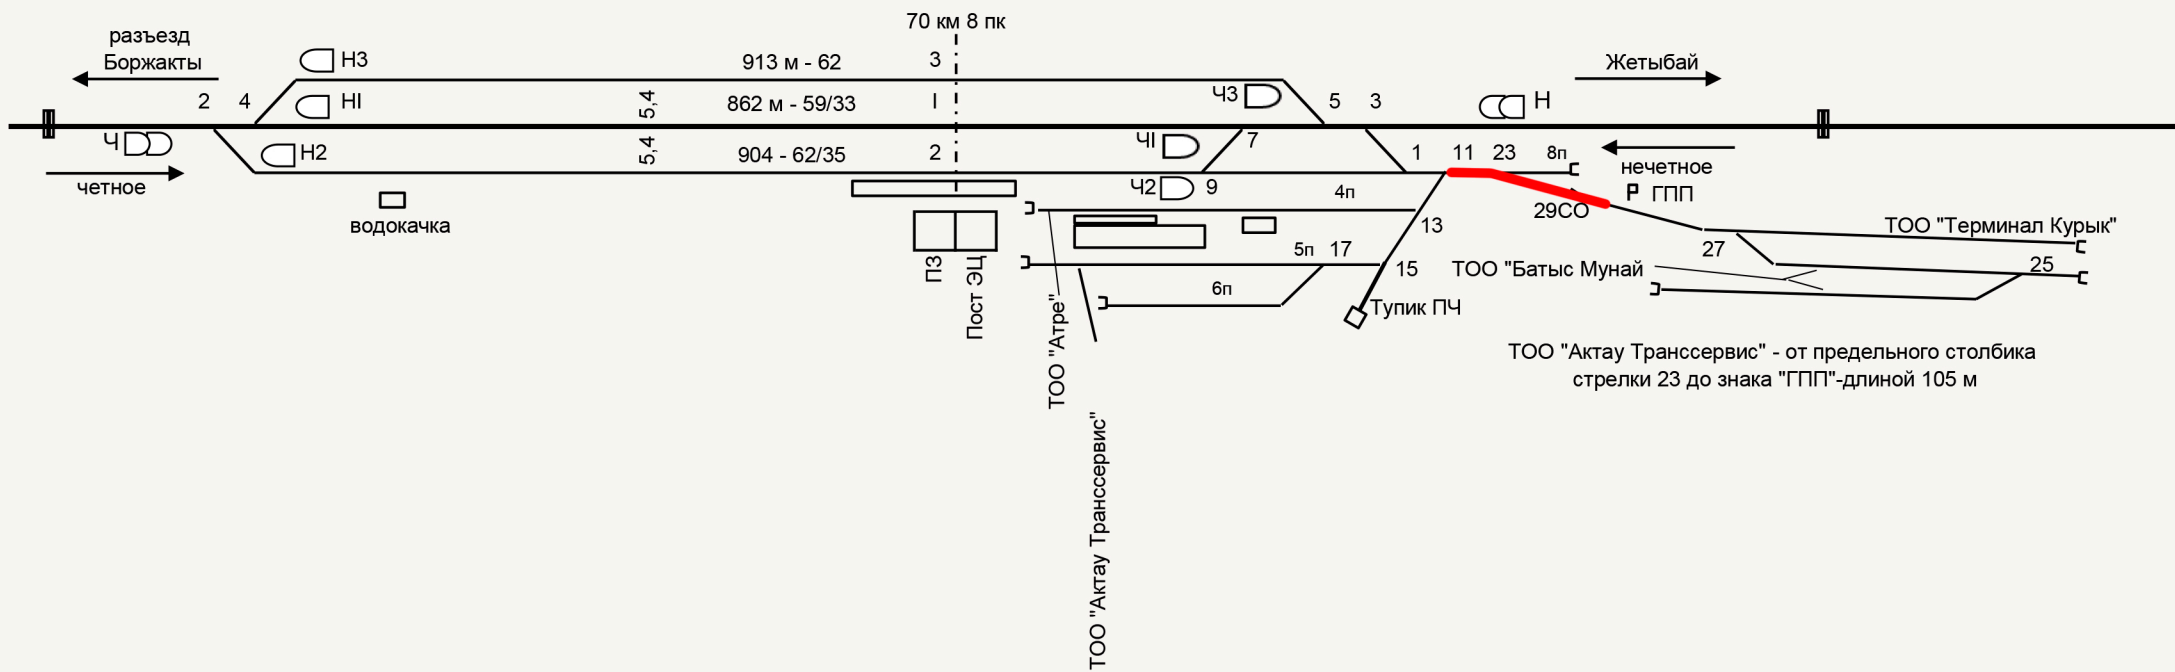 70 км 8 пк
разъезд
Боржакты
Н3
913 м - 62
3
Жетыбай
2
4
НI
5,4
862 м - 59/33
I
Ч3
5
3
Н
Ч
Н2
5,4
904 - 62/35
2
ЧI
7
1
11
23
8п
нечетное
четное
Ч2
9
4п
29СО
Р ГПП
водокачка
13
ТОО "Терминал Курык"
ПЗ
Пост ЭЦ
5п
17
15
ТОО "Батыс Мунай
27
25
6п
Тупик ПЧ
ТОО "Атре"
ТОО "Актау Транссервис"
ТОО "Актау Транссервис" - от предельного столбика
стрелки 23 до знака "ГПП"-длиной 105 м